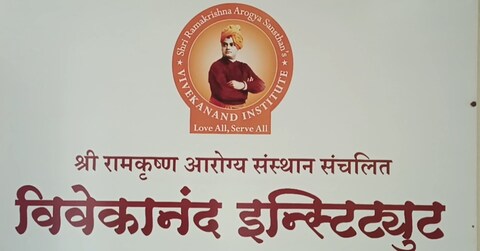 Shri Ramakrishna Arogya Sansthan's
VIVEKANAND INSTITUTE
Love All, Serve All
श्री रामकृष्ण आरोग्य संस्थान संचलित
विवेकानंद इन्स्टिट्युट